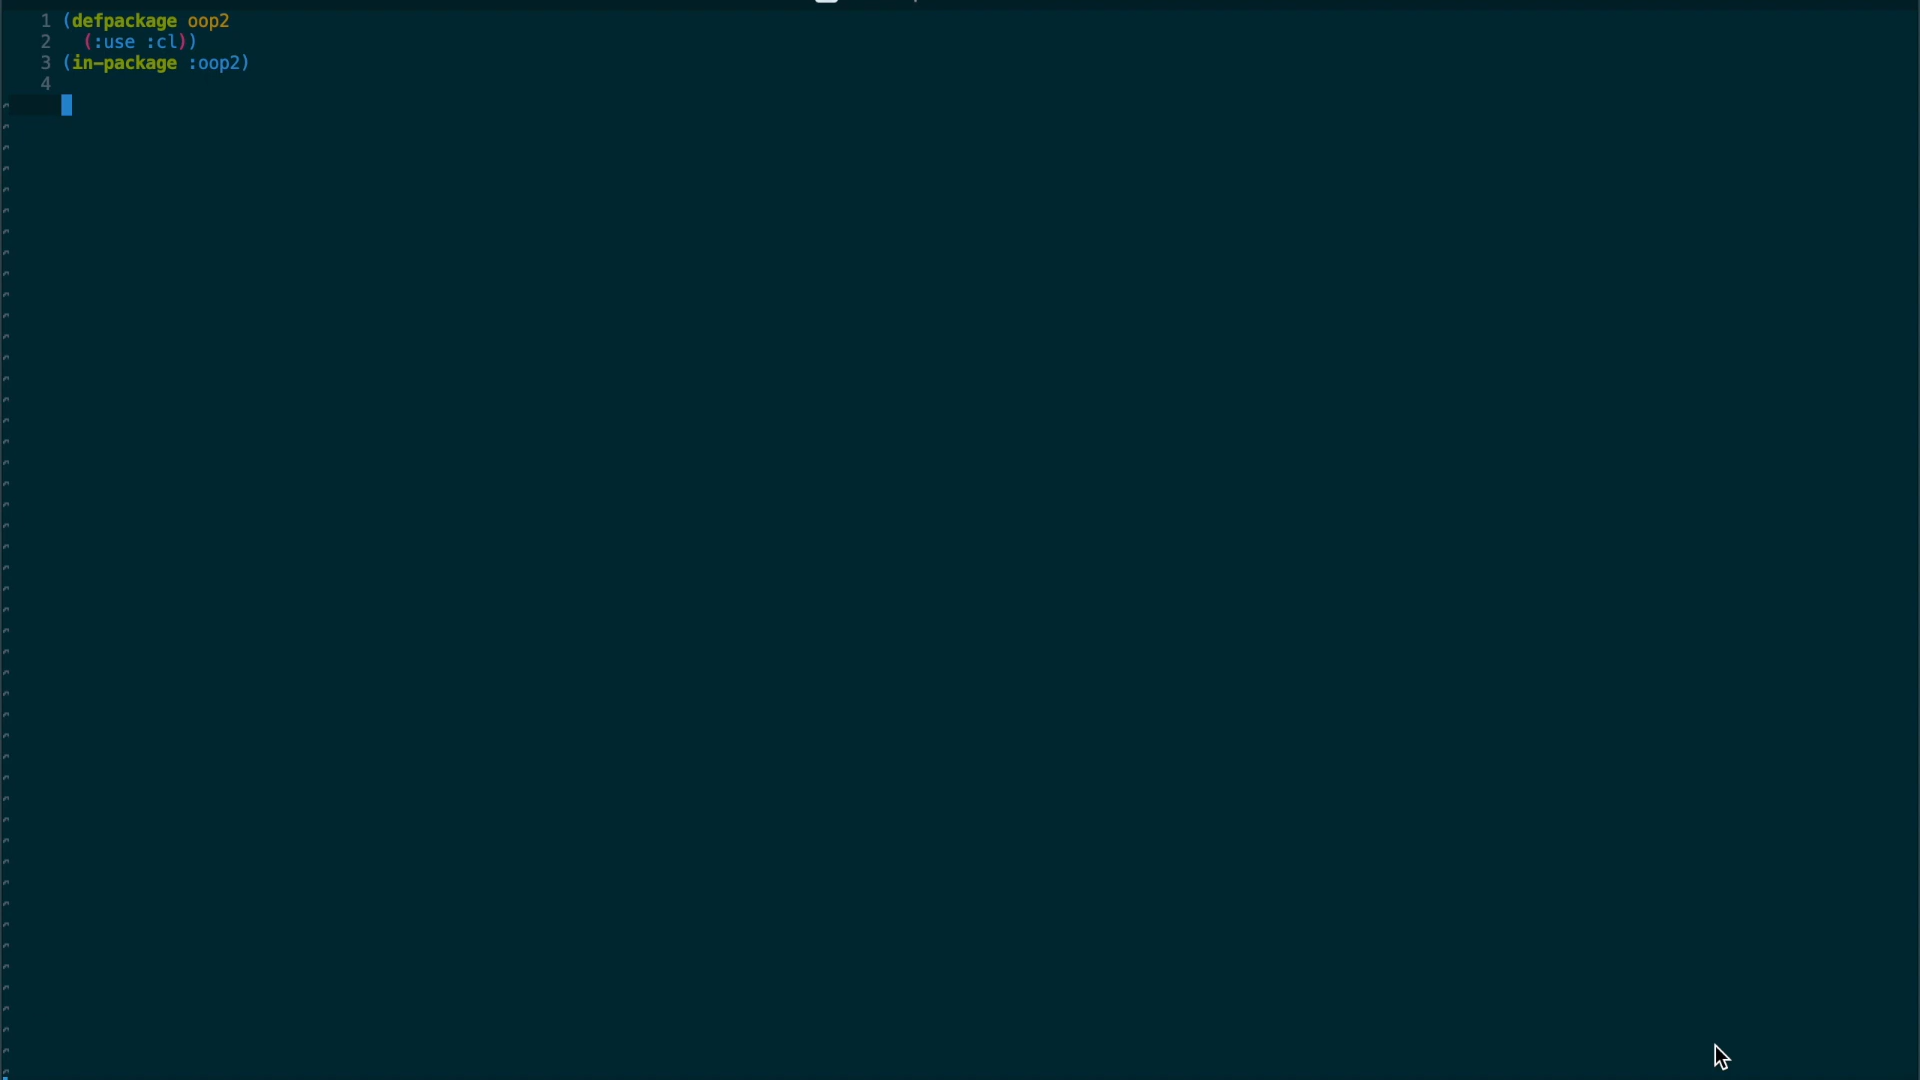 1 (defpackage oop2
2   (:use :cl))
3 (in-package :oop2)
4